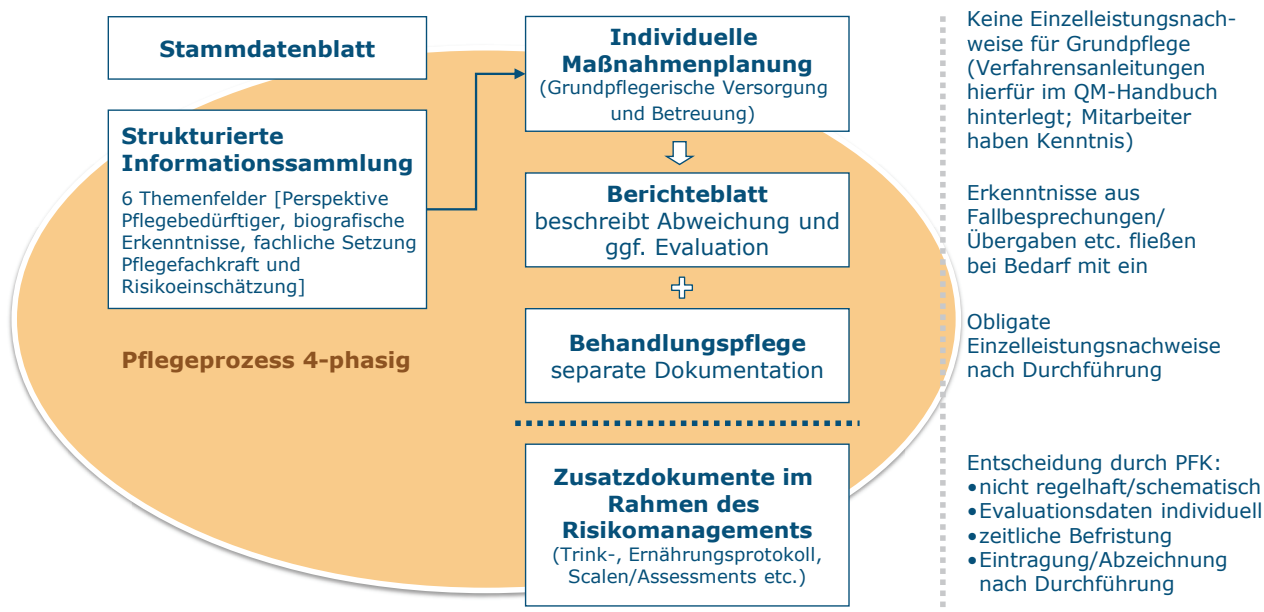 Stammdatenblatt
Strukturierte
Informationssammlung
6 Themenfelder [Perspektive
Pflegebedürftiger, biografische
Erkenntnisse, fachliche Setzung
Pflegefachkraft und
Risikoeinschätzung]
Pflegeprozess 4-phasig
Individuelle
Maßnahmenplanung
(Grundpflegerische Versorgung
und Betreuung)
Berichteblatt
beschreibt Abweichung und
ggf. Evaluation
Behandlungspflege
separate Dokumentation
Zusatzdokumente im
Rahmen des
Risikomanagements
(Trink-, Ernährungsprotokoll,
Scalen/Assessments etc.)
Keine Einzelleistungsnach-
weise für Grundpflege
(Verfahrensanleitungen
hierfür im QM-Handbuch
hinterlegt; Mitarbeiter
haben Kenntnis)
Erkenntnisse aus
Fallbesprechungen/
Übergaben etc. fließen
bei Bedarf mit ein
Obligate
Einzelleistungsnachweise
nach Durchführung
Entscheidung durch PFK:
•nicht regelhaft/schematisch
•Evaluationsdaten individuell
•zeitliche Befristung
•Eintragung/Abzeichnung
nach Durchführung